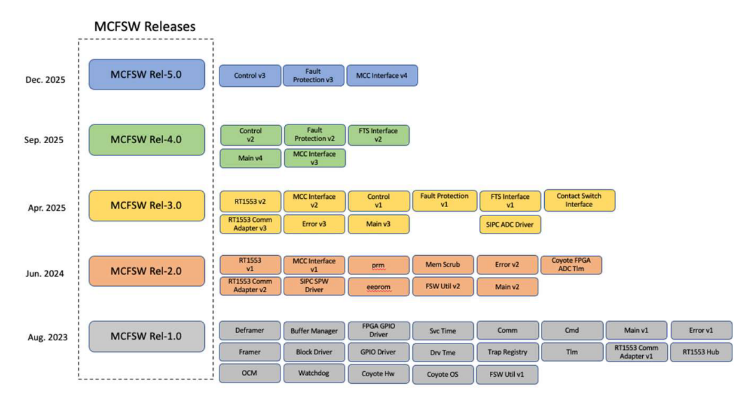 MCFSW Releases
Dec. 2025
MCFSW Rel-5.0
Control v3
Fault
Protection v3
MCC Interface v4
Sep. 2025
MCFSW Rel-4.0
Control
v2
Fault
Protection v2
FTS Interface
v2
Main v4
MCC Interface
v3
Apr. 2025
MCFSW Rel-3.0
RT1553 v2
MCC Interface
v2
Control
v1
Fault Protection
v1
FTS Interface
v1
Contact Switch
Interface
RT1553 Comm
Adapter v3
Error v3
Main v3
SIPC ADC Driver
Jun. 2024
MCFSW Rel-2.0
RT1553
v1
MCC Interface
v1
prm
Mem Scrub
Error v2
Coyote FPGA
ADC Tlm
RT1553 Comm
Adapter v2
SIPC SPW
Driver
eeprom
FSW Util v2
Main v2
Aug. 2023
MCFSW Rel-1.0
Deframer
Buffer Manager
FPGA GPIO
Driver
Svc Time
Comm
Cmd
Main v1
Error v1
Framer
Block Driver
GPIO Driver
Drv Tme
Trap Registry
Tlm
RT1553 Comm
Adapter v1
RT1553 Hub
OCM
Watchdog
Coyote Hw
Coyote OS
FSW Util v1